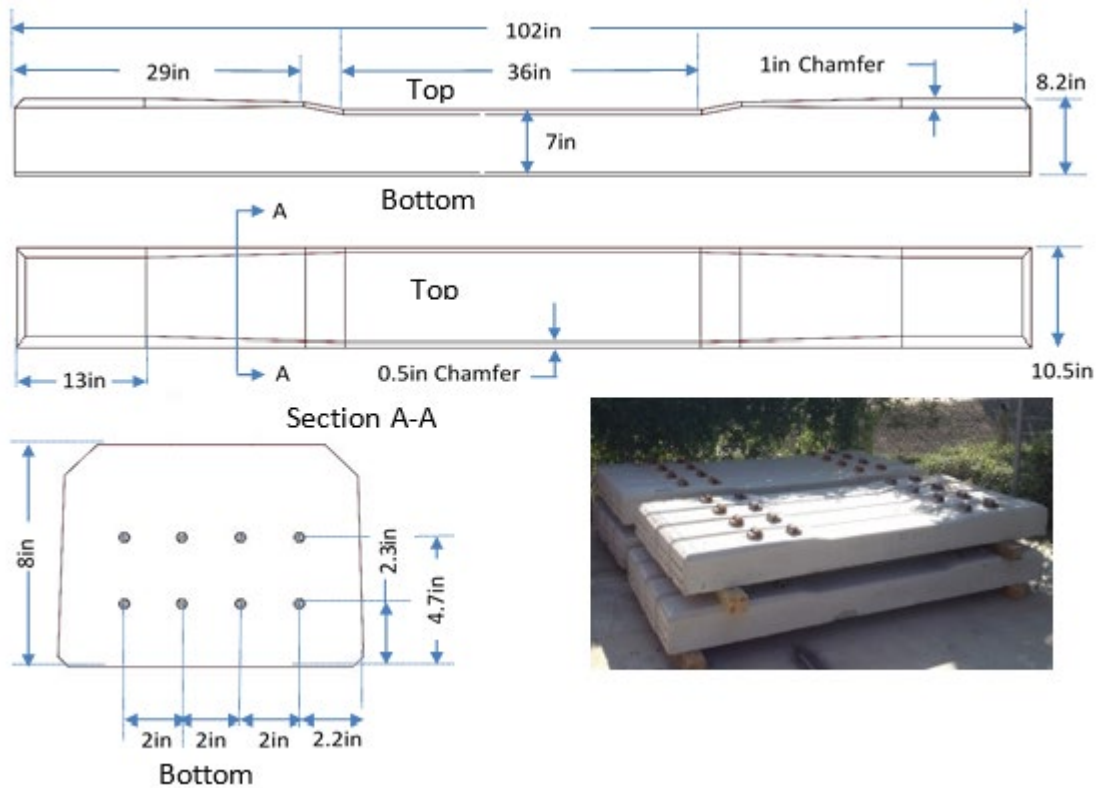 102in
29in
36in
1in Chamfer
8.2in
Top
7in
Bottom
A
Top
A
0.5in Chamfer
13in
10.5in
Section A-A
8in
2.3in
4.7in
2in
2in
2in
2.2in
Bottom